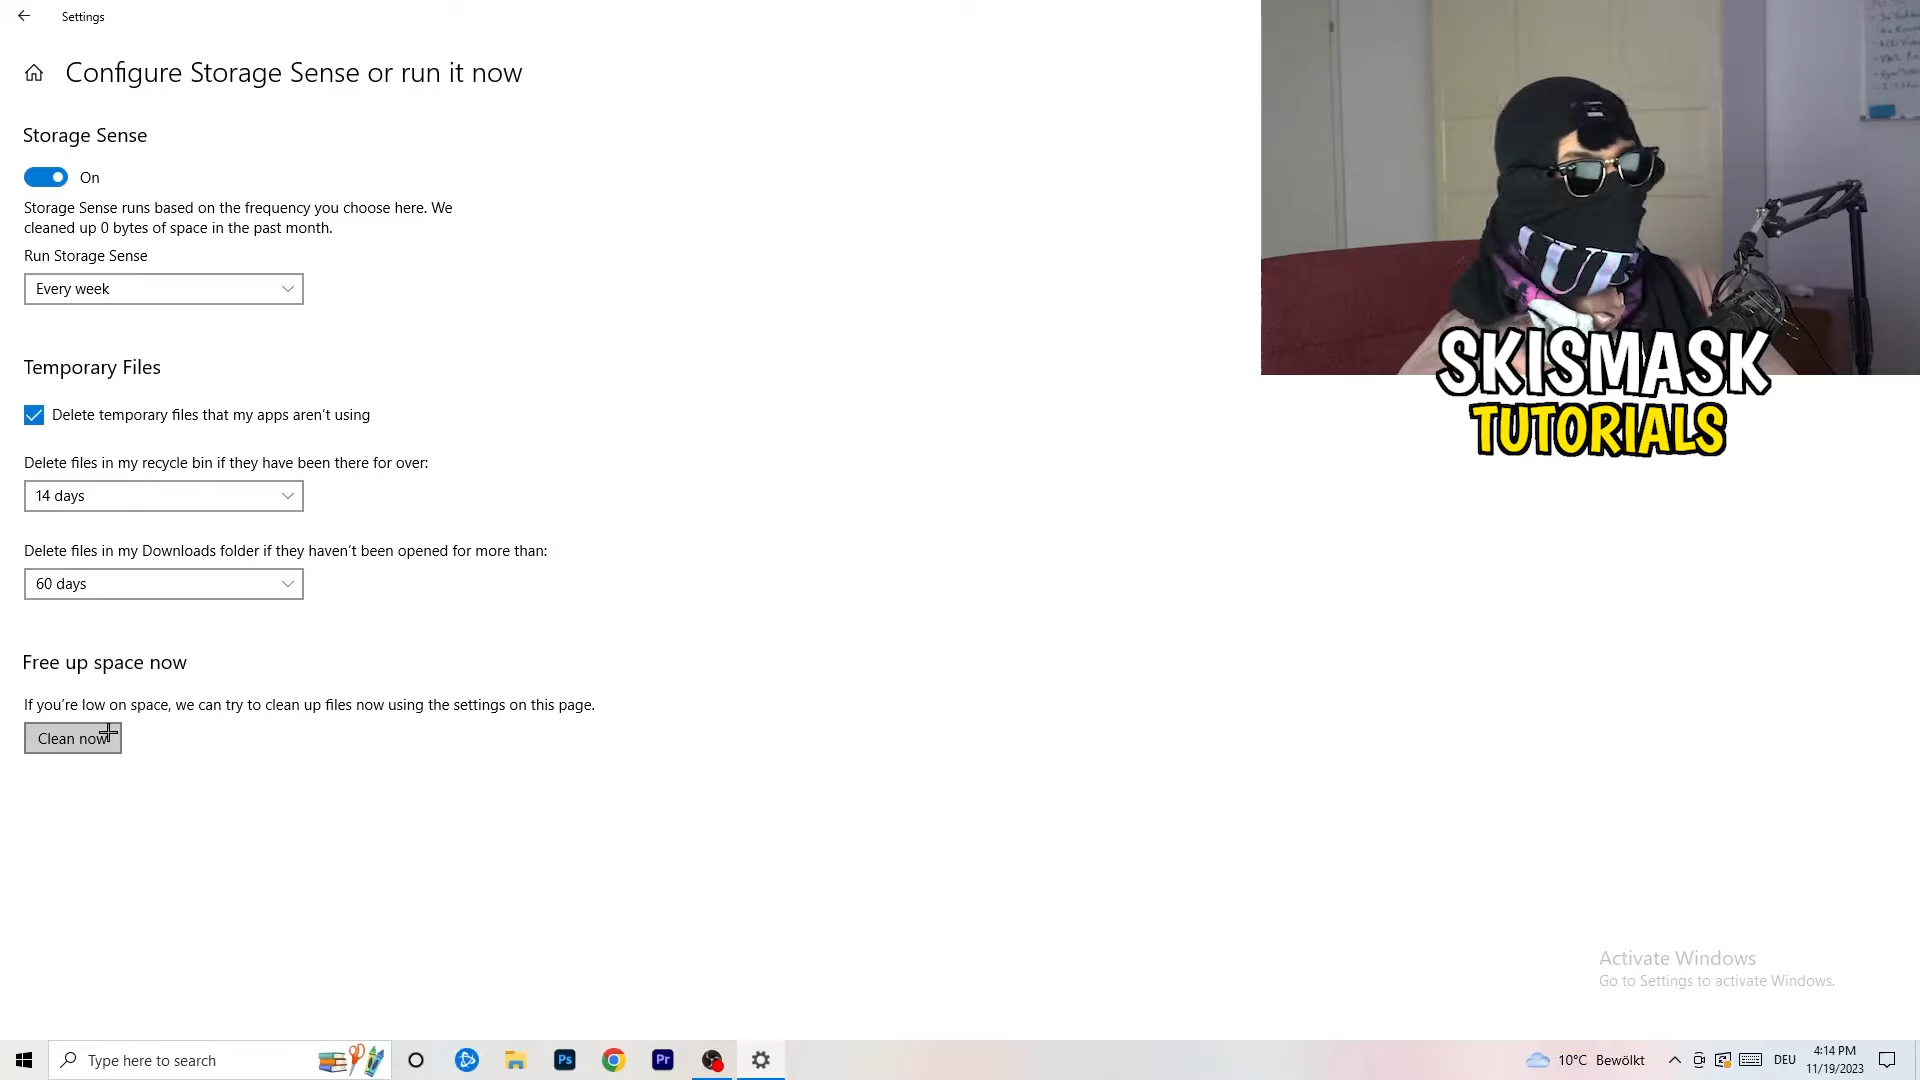 Settings
Configure Storage Sense or run it now
Storage Sense
On
Storage Sense runs based on the frequency you choose here. We
cleaned up 0 bytes of space in the past month.
Run Storage Sense
Every week
Temporary Files
Delete temporary files that my apps aren't using
Delete files in my recycle bin if they have been there for over:
14 days
Delete files in my Downloads folder if they haven't been opened for more than:
60 days
Free up space now
If you're low on space, we can try to clean up files now using the settings on this page.
Clean now
SKISMASK
TUTORIALS
Activate Windows
Go to Settings to activate Windows.
Type here to search
Ps
Pr
10°C Bewölkt
DEU
4:14 PM
11/19/2023